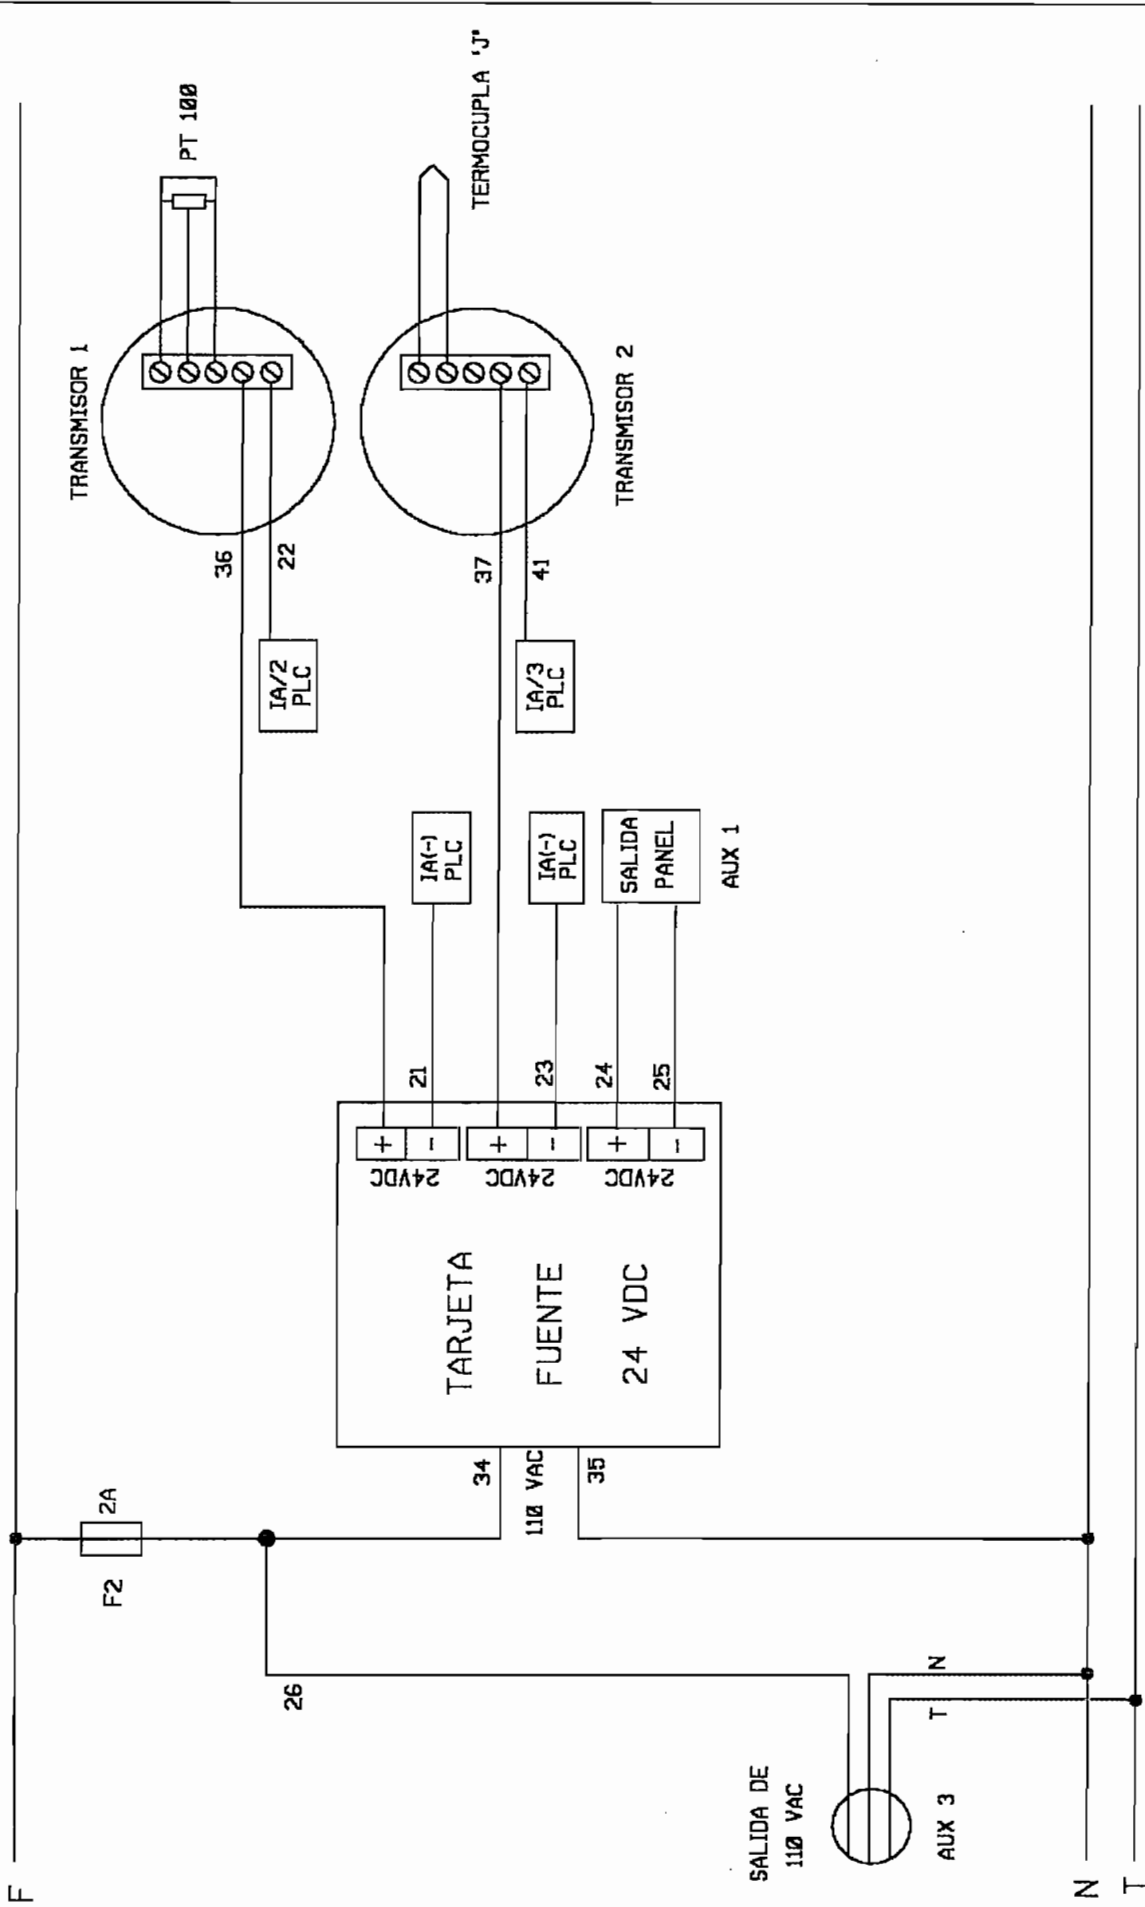 F
F2
2A
26
SALIDA DE
110 VAC
AUX 3
N
T
N
T
34
110 VAC
35
TARJETA
FUENTE
24 VDC
24VDC
+
-
24VDC
+
-
24VDC
+
-
21
23
24
25
IA(-)
PLC
IA(-)
PLC
SALIDA
PANEL
AUX 1
36
22
IA/2
PLC
37
41
IA/3
PLC
TRANSMISOR 1
TRANSMISOR 2
PT 100
TERMOCUPLA 'J'